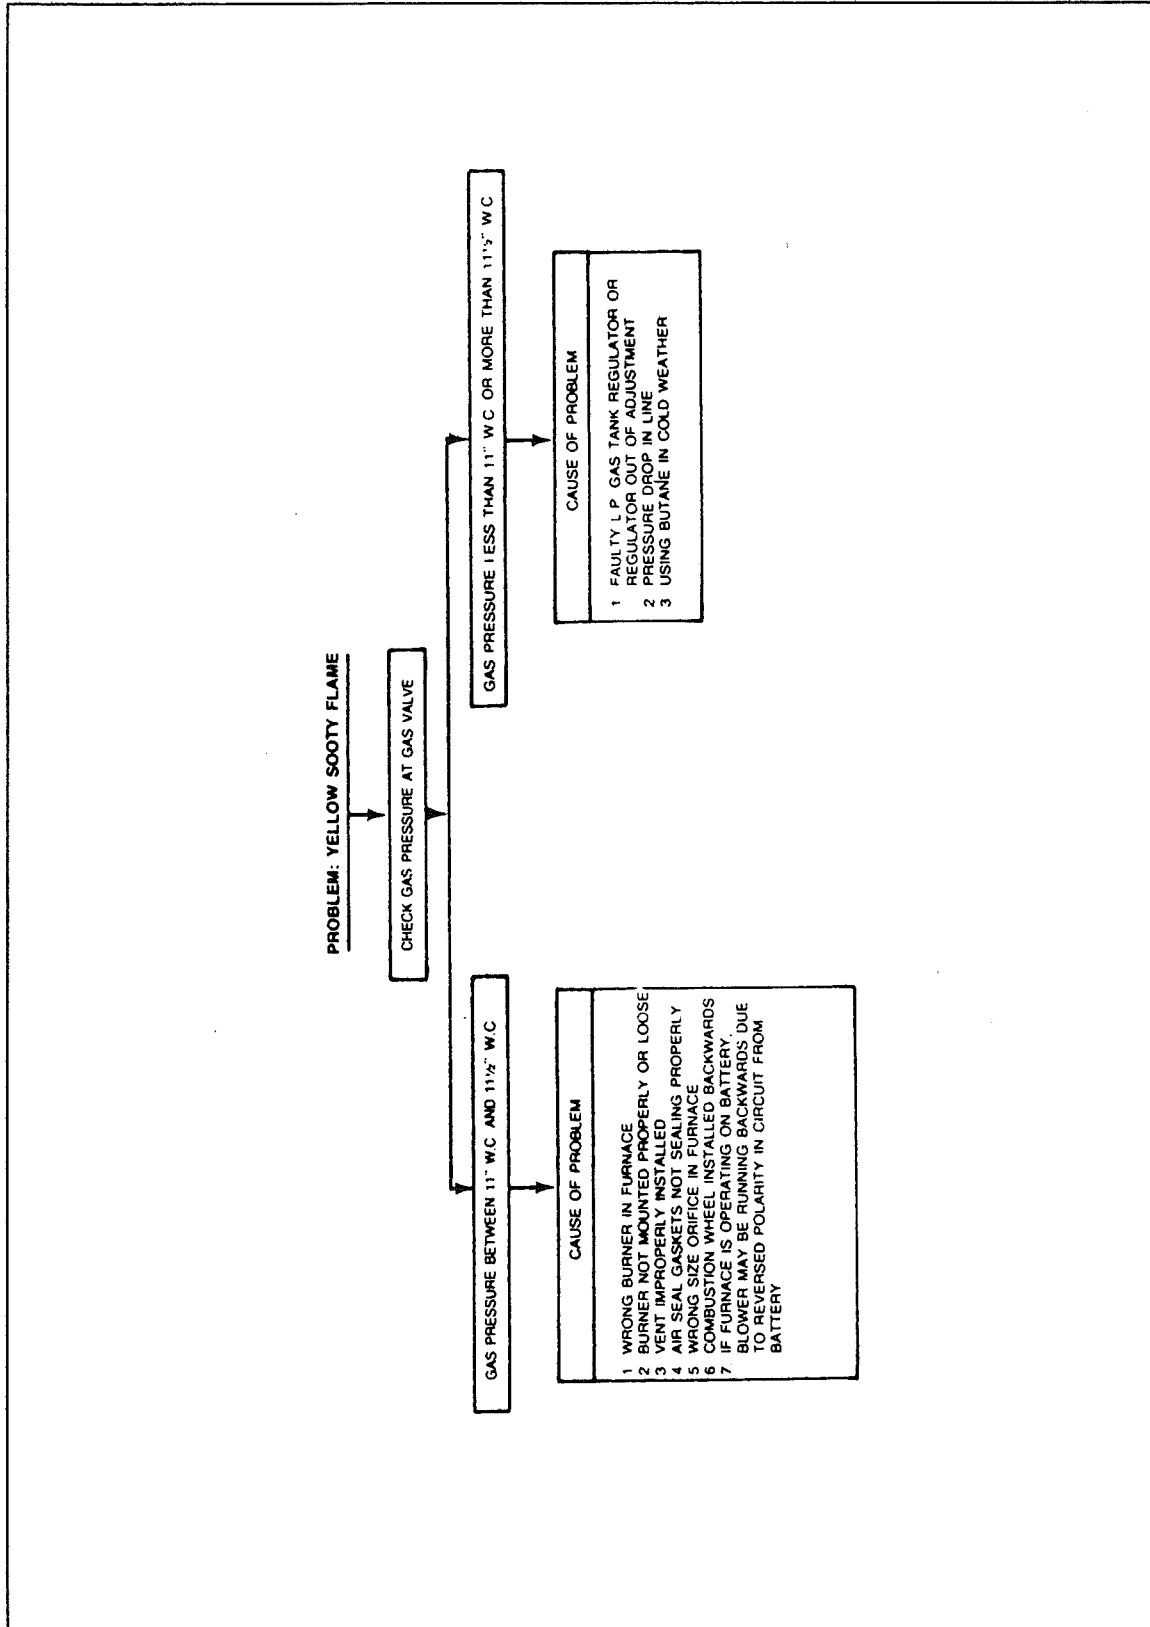 PROBLEM: YELLOW SOOTY FLAME
CHECK GAS PRESSURE AT GAS VALVE
GAS PRESSURE BETWEEN 11" W.C AND 11½" W.C
CAUSE OF PROBLEM
1 WRONG BURNER IN FURNACE
2 BURNER NOT MOUNTED PROPERLY OR LOOSE
3 VENT IMPROPERLY INSTALLED
4 AIR SEAL GASKETS NOT SEALING PROPERLY
5 WRONG SIZE ORIFICE IN FURNACE
6 COMBUSTION WHEEL INSTALLED BACKWARDS
7 IF FURNACE IS OPERATING ON BATTERY,
BLOWER MAY BE RUNNING BACKWARDS DUE
TO REVERSED POLARITY IN CIRCUIT FROM
BATTERY
GAS PRESSURE LESS THAN 11" W C OR MORE THAN 11½" W C
CAUSE OF PROBLEM
1 FAULTY L P GAS TANK REGULATOR OR
REGULATOR OUT OF ADJUSTMENT
2 PRESSURE DROP IN LINE
3 USING BUTANE IN COLD WEATHER